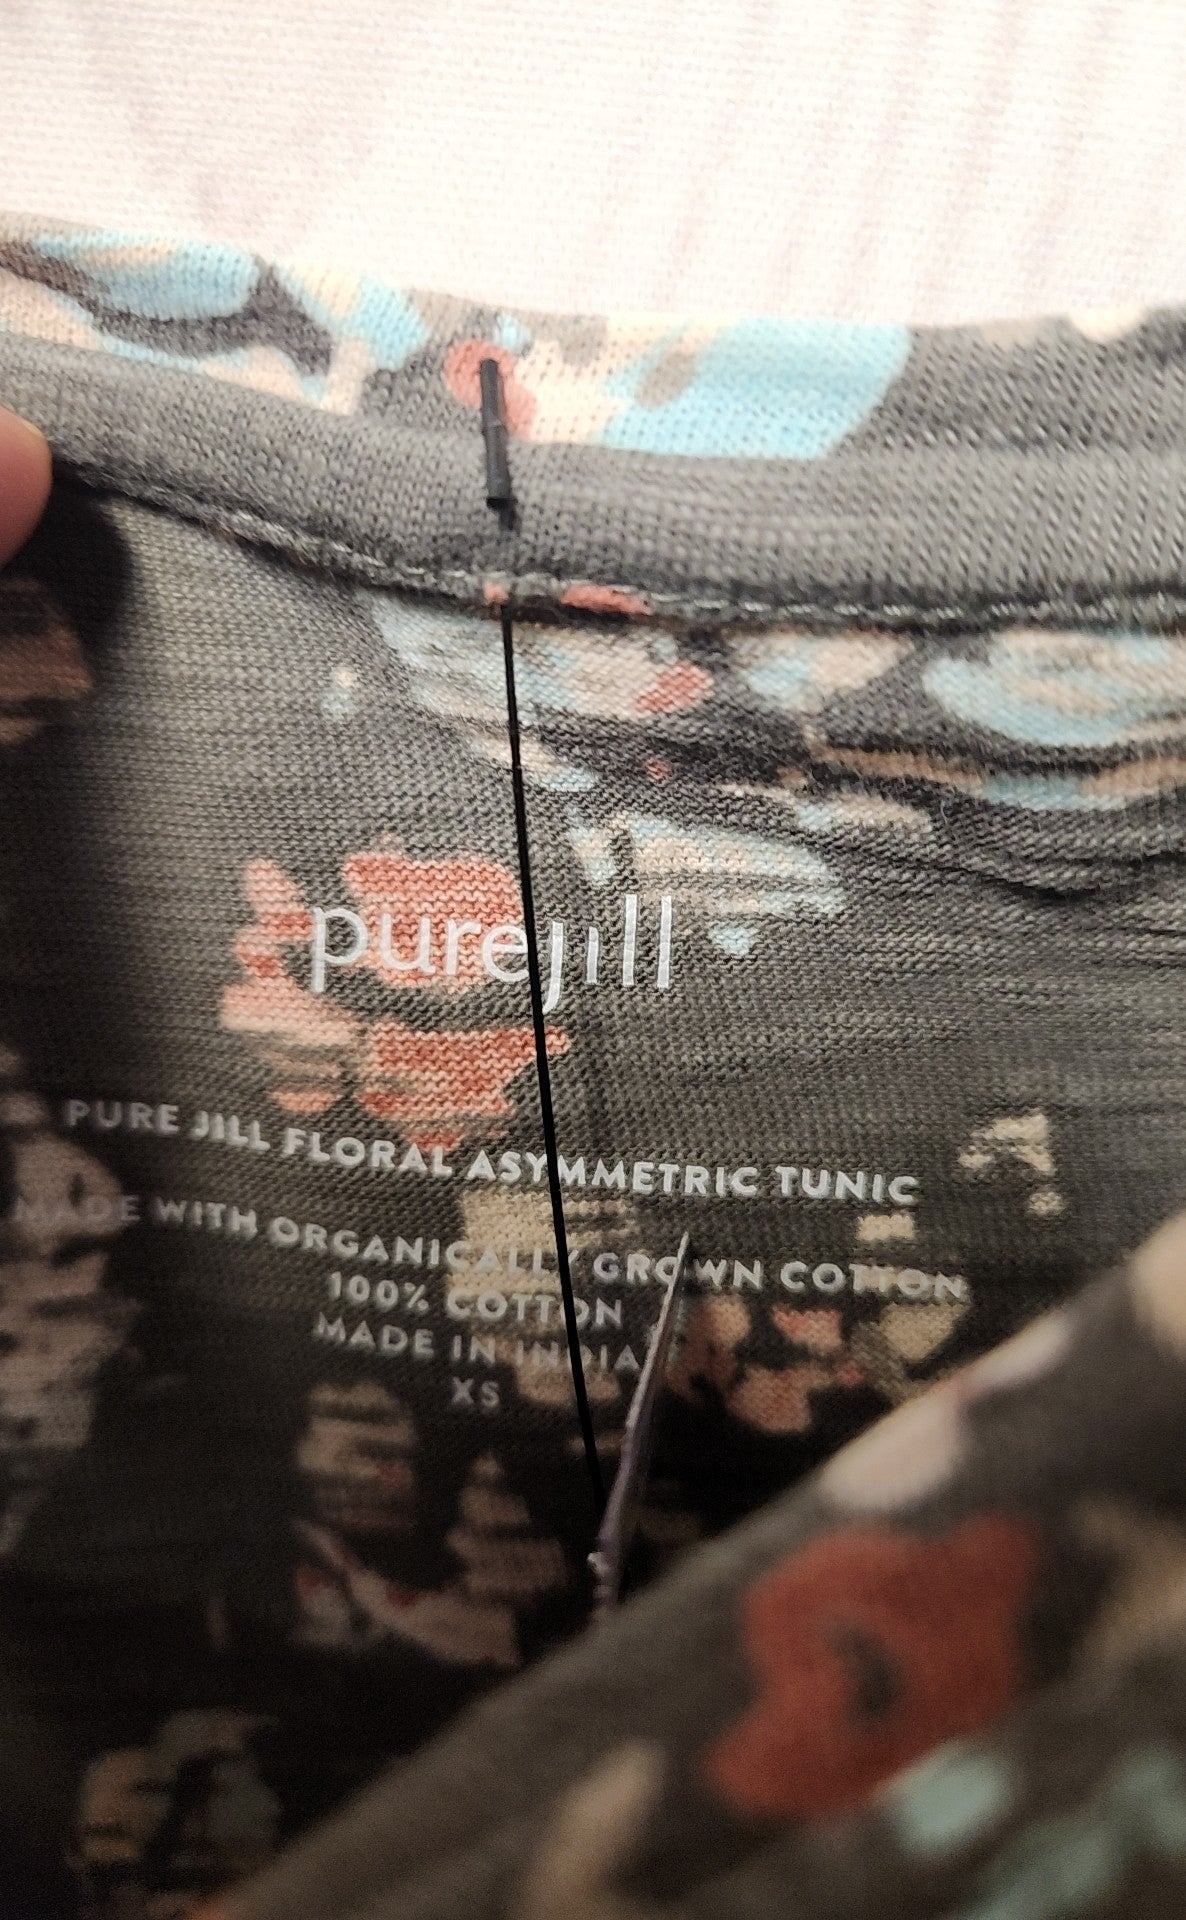 purejill
PURE JILL FLORAL ASYMMETRIC TUNIC
MADE WITH ORGANICALLY GROWN COTTON
100% COTTON
MADE IN INDIA
XS